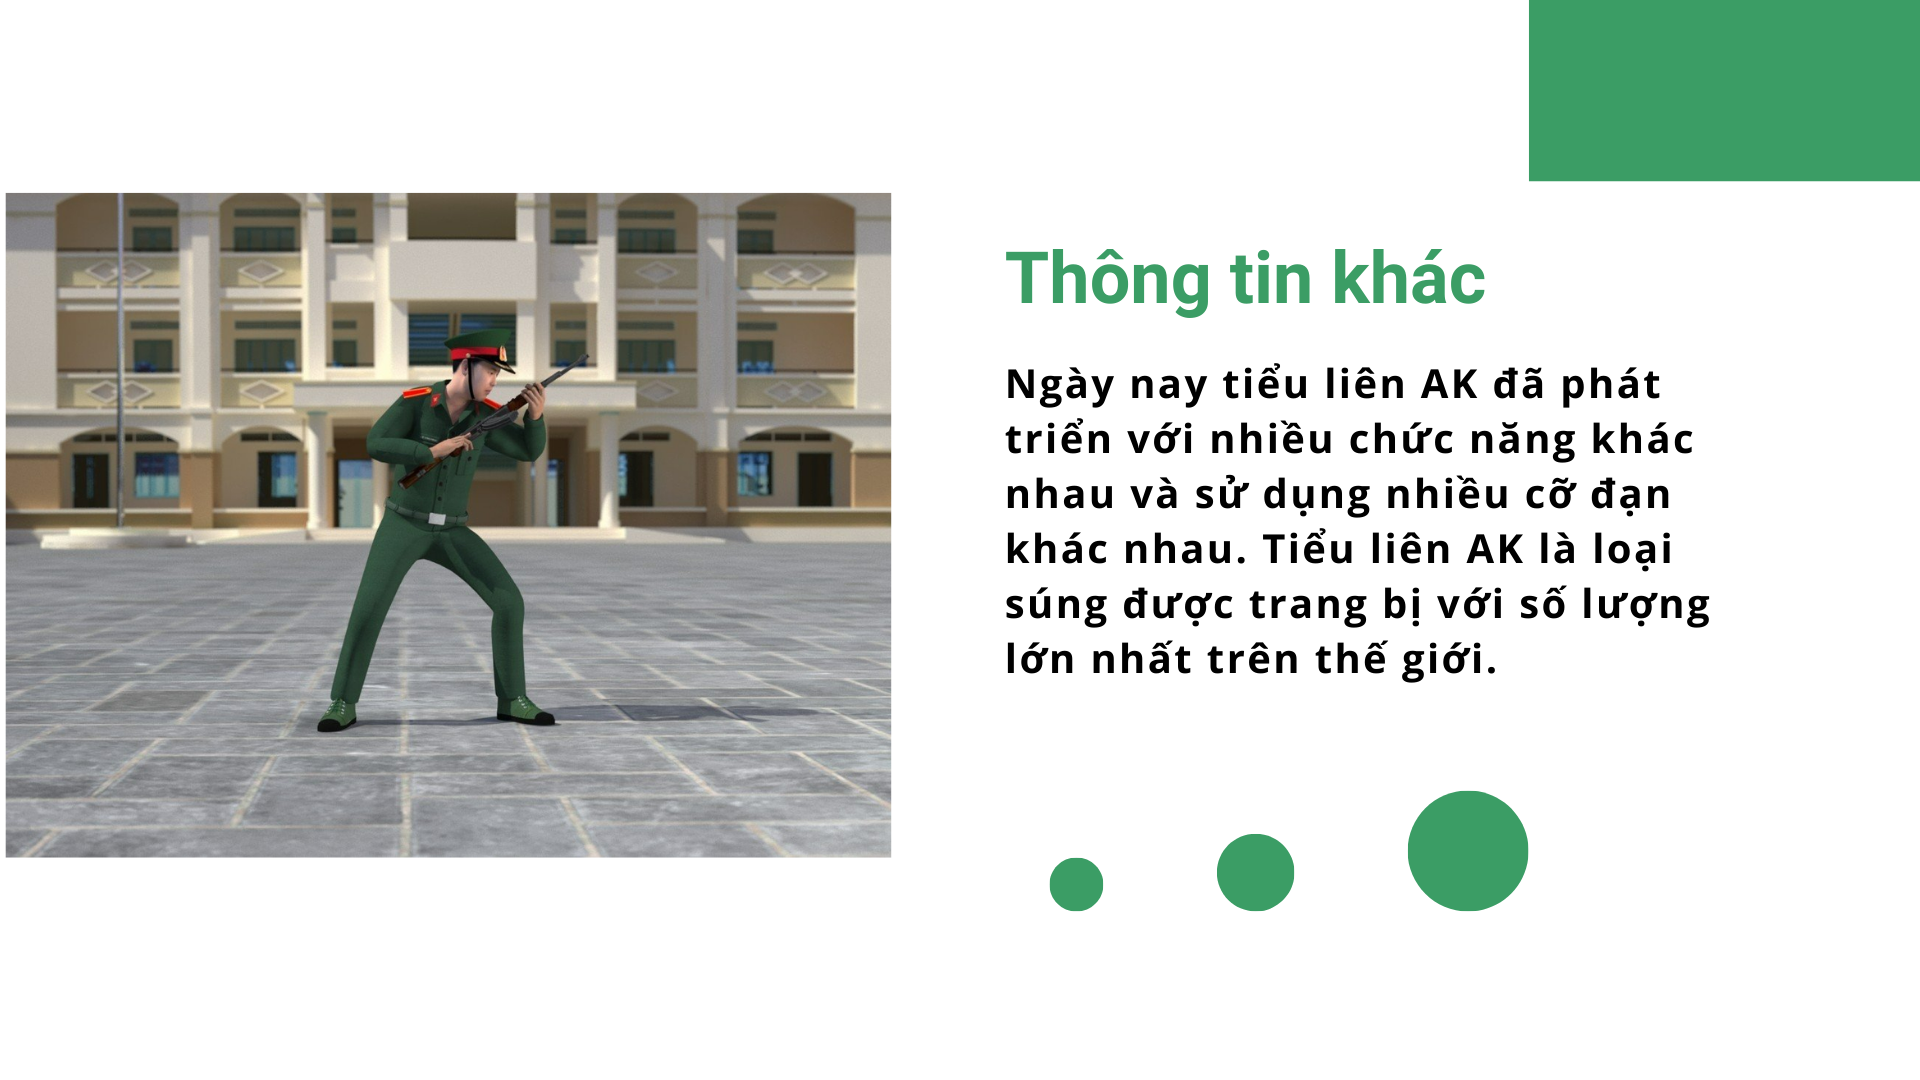 Thông tin khác
Ngày nay tiểu liên AK đã phát
triển với nhiều chức năng khác
nhau và sử dụng nhiều cỡ đạn
khác nhau. Tiểu liên AK là loại
súng được trang bị với số lượng
lớn nhất trên thế giới.